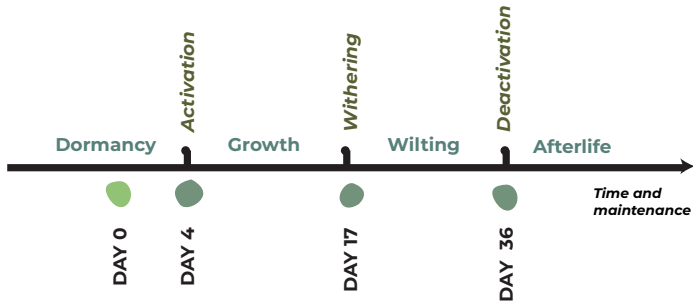 Activation
Withering
Deactivation
Dormancy
Growth
Wilting
Afterlife
Time and
maintenance
DAY 0
DAY 4
DAY 17
DAY 36